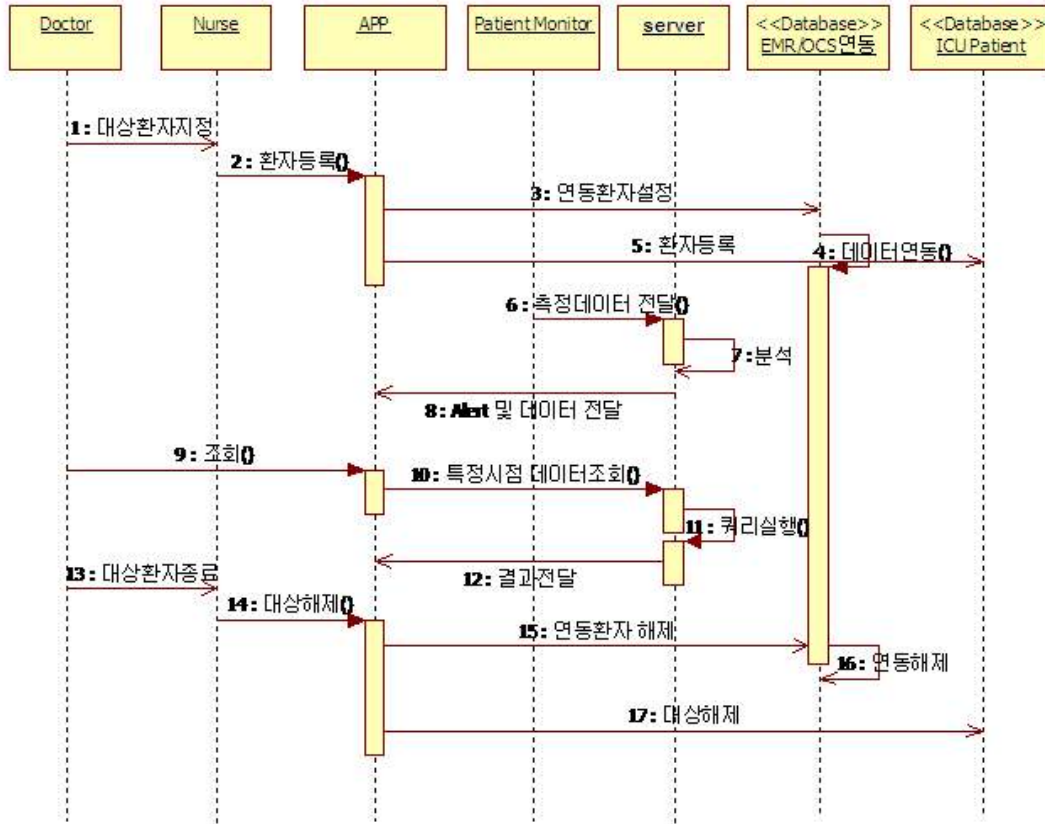 Doctor
Nurse
APP
Patient Monitor
server
<<Database>>
EMR/OCS연동
<<Database>>
ICU Patient
1 : 대상환자지정
2 : 환자등록()
3 : 연동환자설정
5 : 환자등록
4 : 데이터연동()
6 : 측정데이터 전달()
7 : 분석
8 : Alert 및 데이터 전달
9 : 조회()
10 : 특정시점 데이터조회()
11 : 쿼리실행()
12 : 결과전달
13 : 대상환자종료
14 : 대상해제()
15 : 연동환자 해제
16 : 연동해제
17 : 대상해제